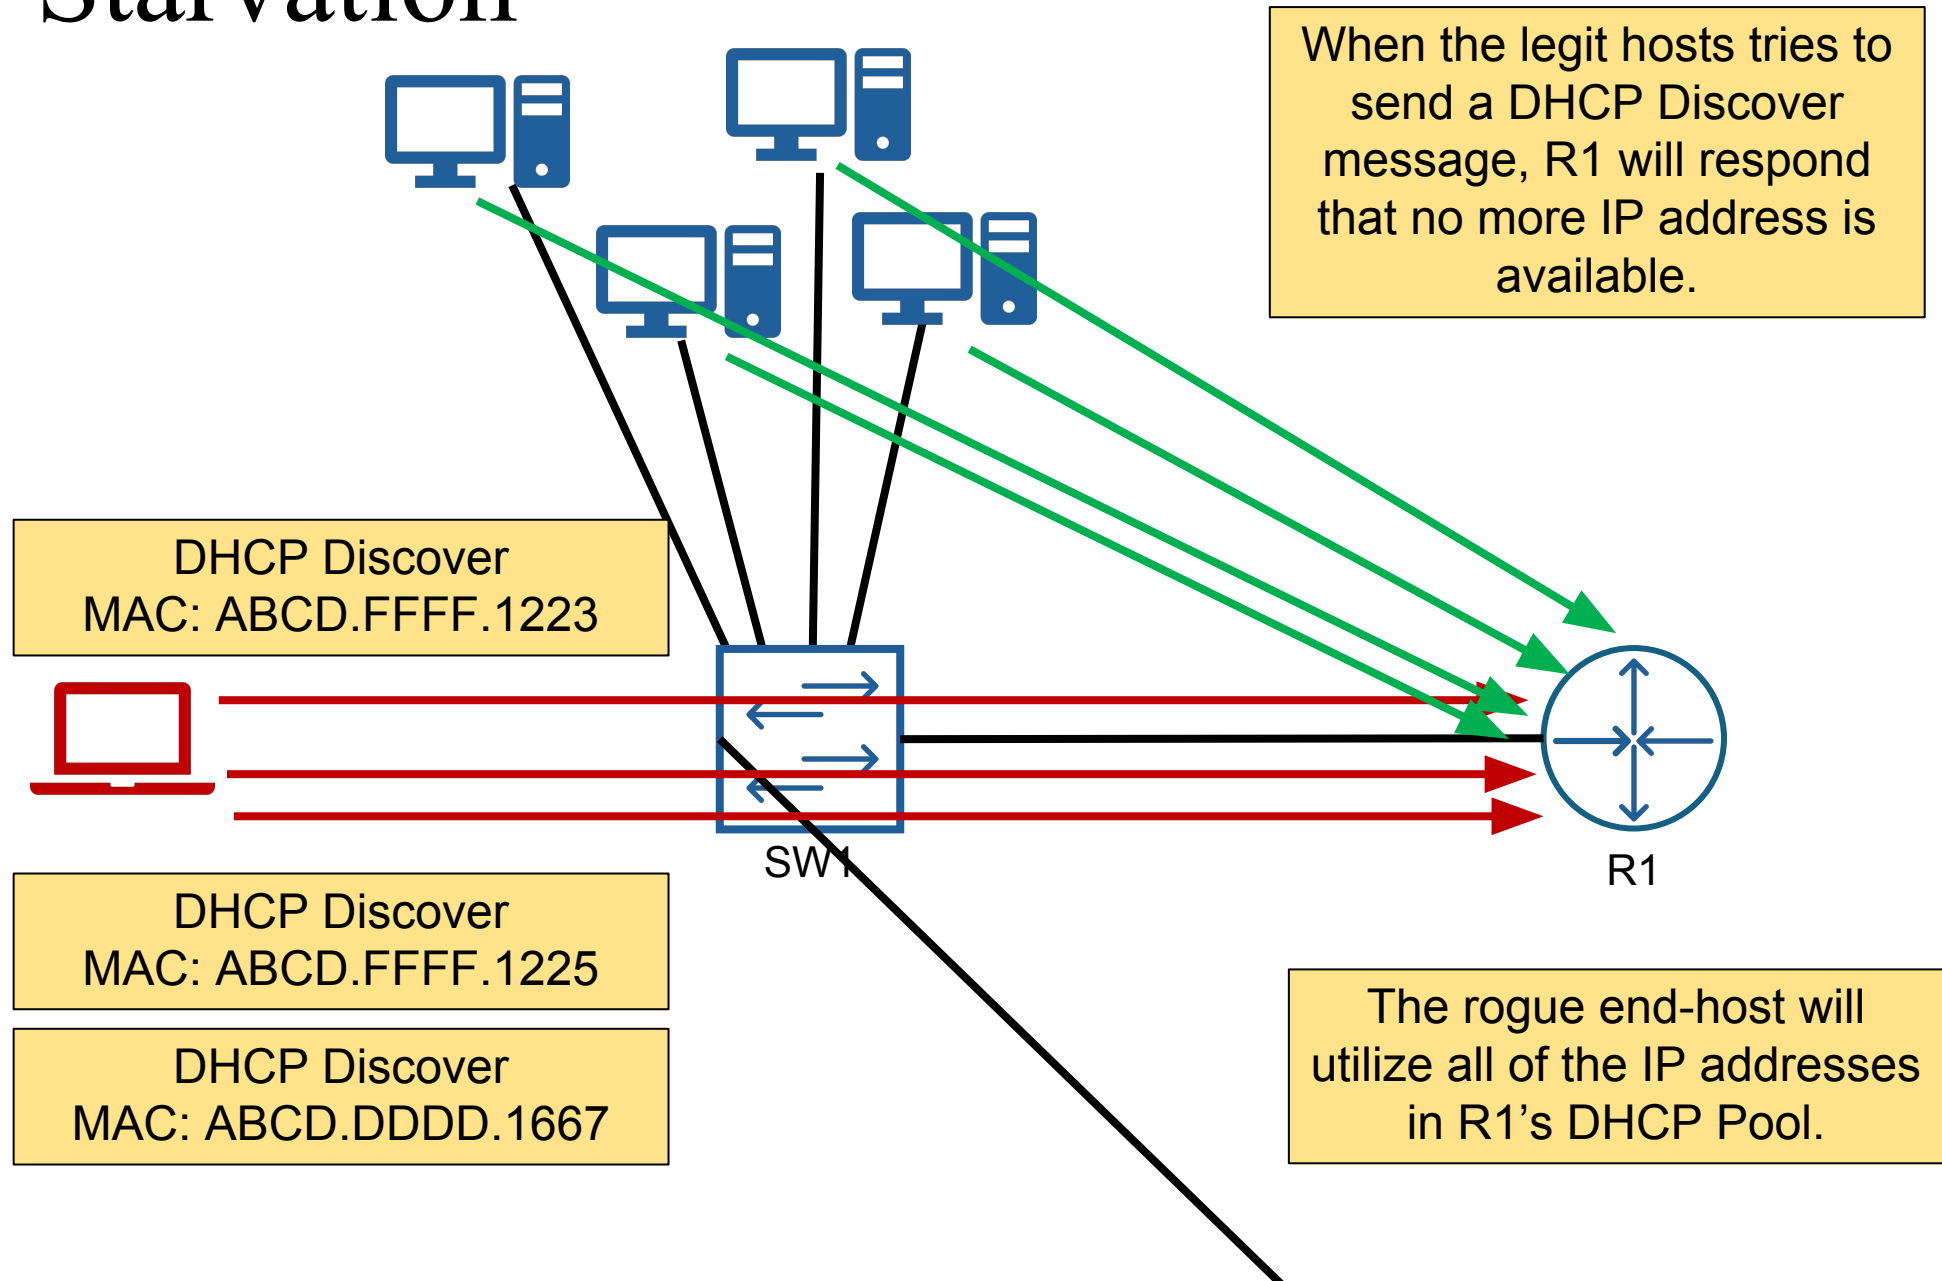 Starvation
When the legit hosts tries to
send a DHCP Discover
message, R1 will respond
that no more IP address is
available.
DHCP Discover
MAC: ABCD.FFFF.1223
SW1
R1
DHCP Discover
MAC: ABCD.FFFF.1225
DHCP Discover
MAC: ABCD.DDDD.1667
The rogue end-host will
utilize all of the IP addresses
in R1’s DHCP Pool.